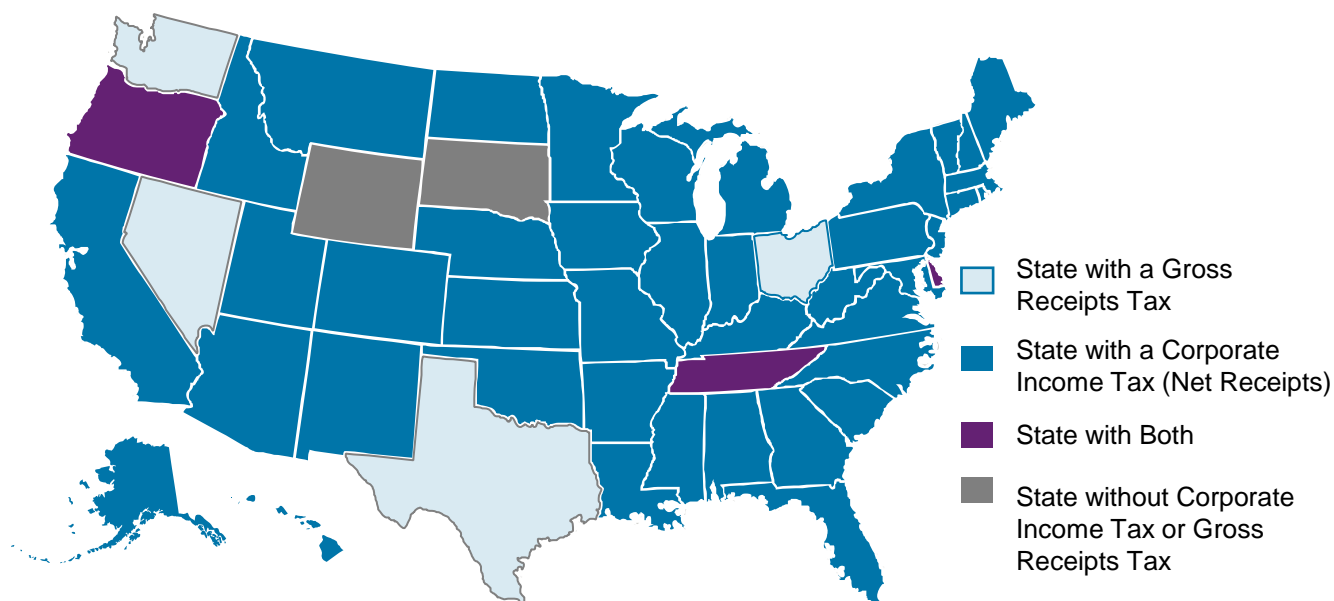 State with a Gross
Receipts Tax
State with a Corporate
Income Tax (Net Receipts)
State with Both
State without Corporate
Income Tax or Gross
Receipts Tax